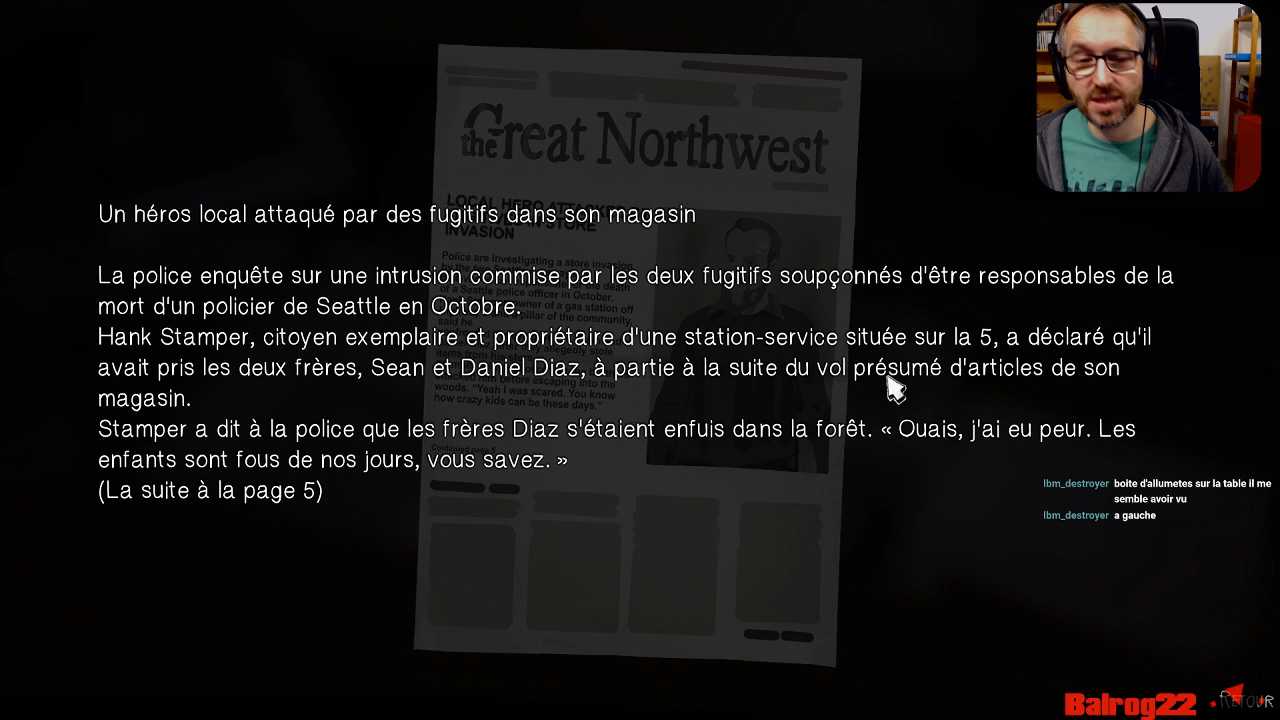 the Great Northwest
Un héros local attaqué par des fugitifs dans son magasin
INVASION
La police enquête sur une intrusion commise par les deux fugitifs soupçonnés d'être responsables de la
mort d'un policier de Seattle en Octobre.
Hank Stamper, citoyen exemplaire et propriétaire d'une station-service située sur la 5, a déclaré qu'il
avait pris les deux frères, Sean et Daniel Diaz, à partie à la suite du vol présumé d'articles de son
magasin.
Stamper a dit à la police que les frères Diaz s'étaient enfuis dans la forêt. « Ouais, j'ai eu peur. Les
enfants sont fous de nos jours, vous savez. »
(La suite à la page 5)
lbm_destroyer boite d'allumetes sur la table il me
semble avoir vu
lbm_destroyer a gauche
Balrog22
RETOUR